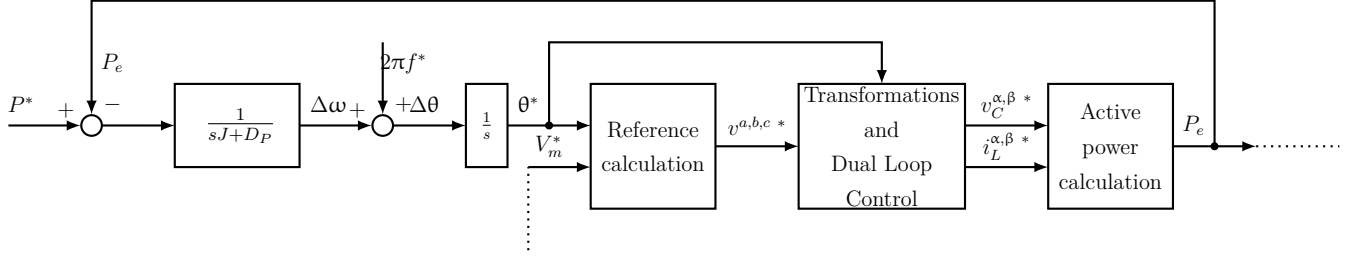 P_e
2πf*
P*
+
−
1
sJ+D_P
Δω
+
+
Δθ
1
s
θ*
V_m*
Reference
calculation
v^{a,b,c *}
Transformations
and
Dual Loop
Control
v_C^{α,β *}
i_L^{α,β *}
Active
power
calculation
P_e